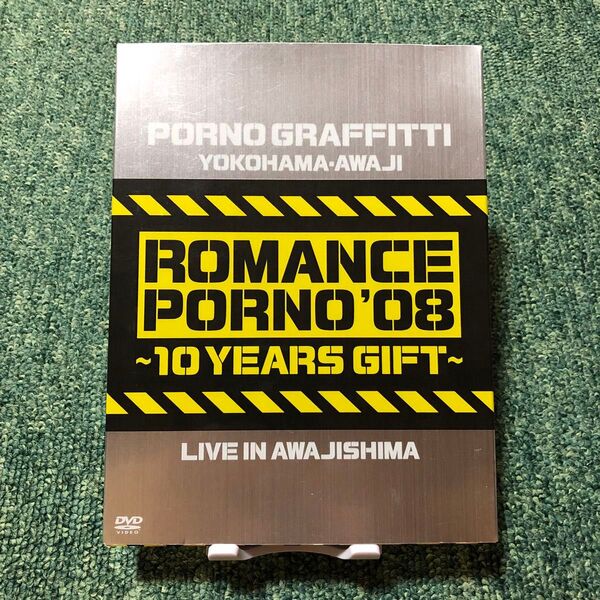 PORNO GRAFFITTI
YOKOHAMA・AWAJI
ROMANCE
PORNO '08
~10 YEARS GIFT~
LIVE IN AWAJISHIMA
DVD
VIDEO